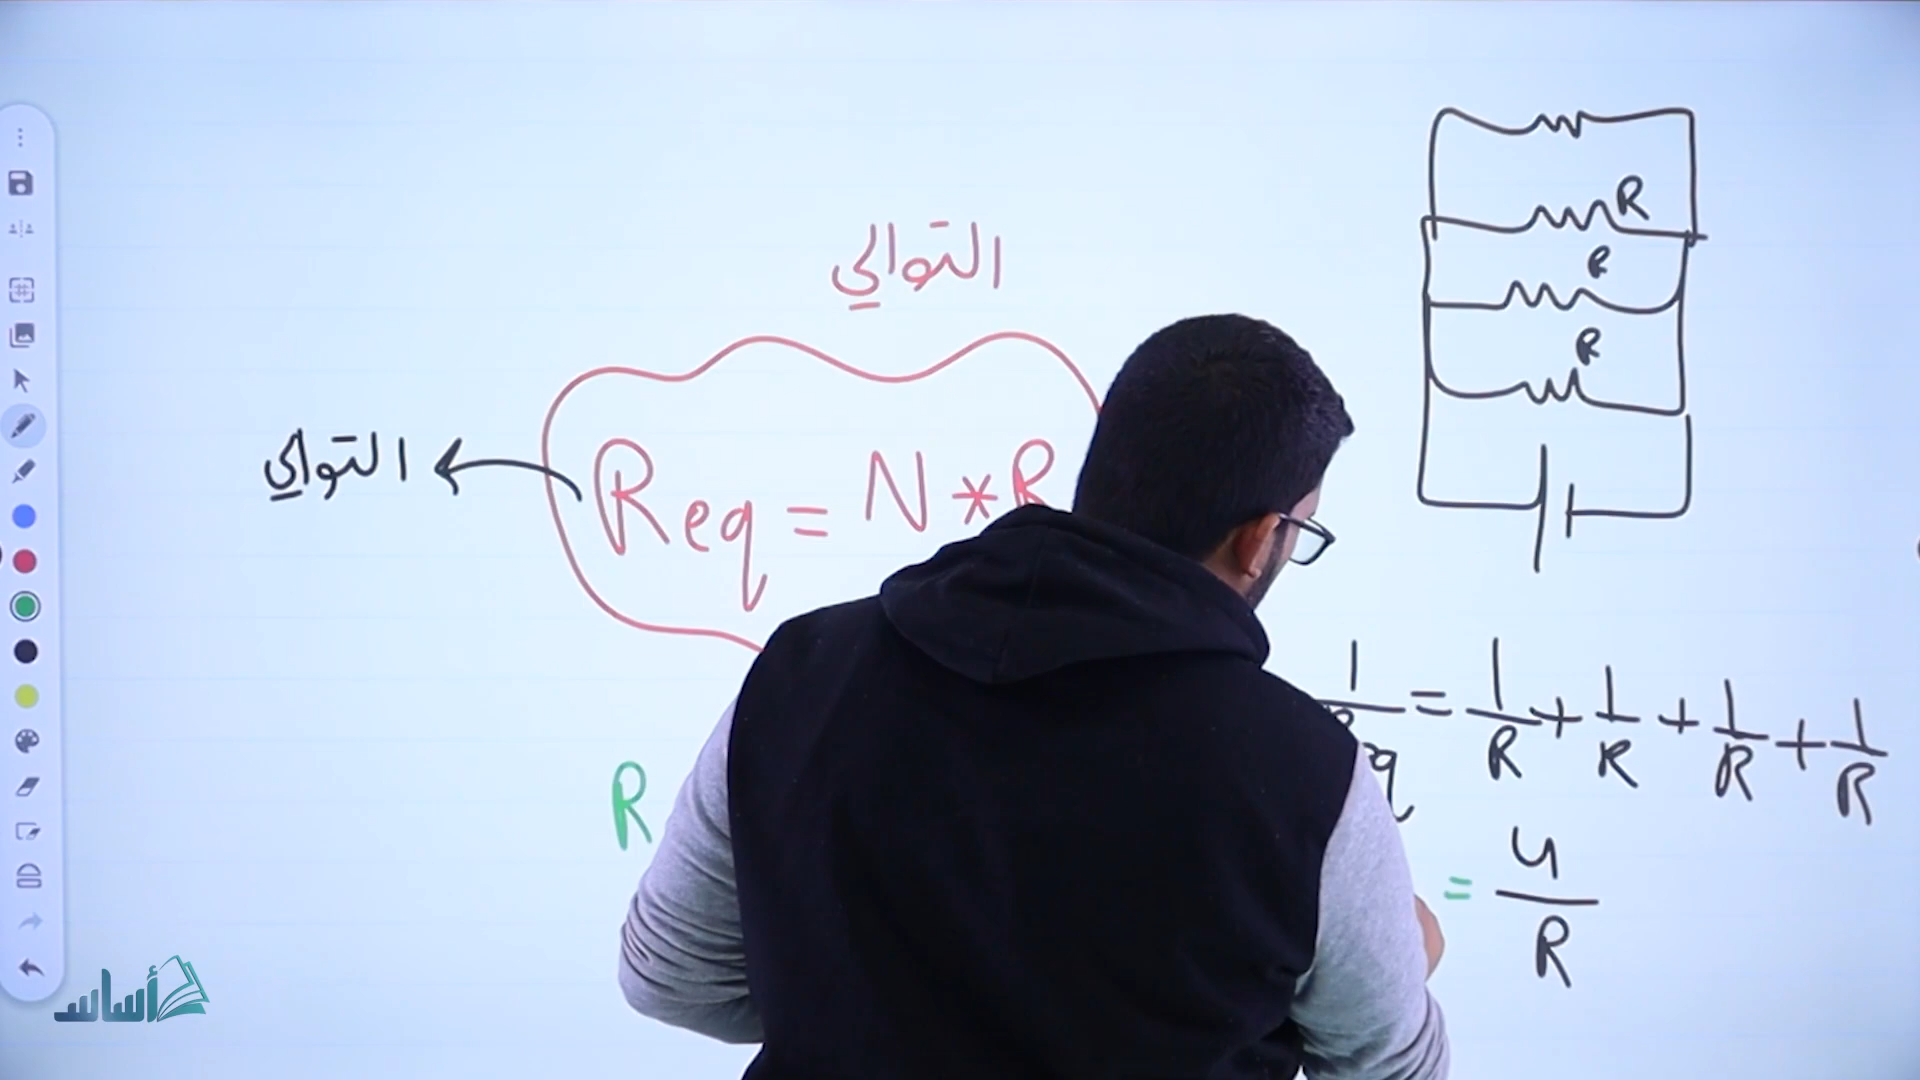 التوالي
R
R
R
Req = N * R
التوالي
1/Req = 1/R + 1/R + 1/R + 1/R
R
= 4/R
أساس